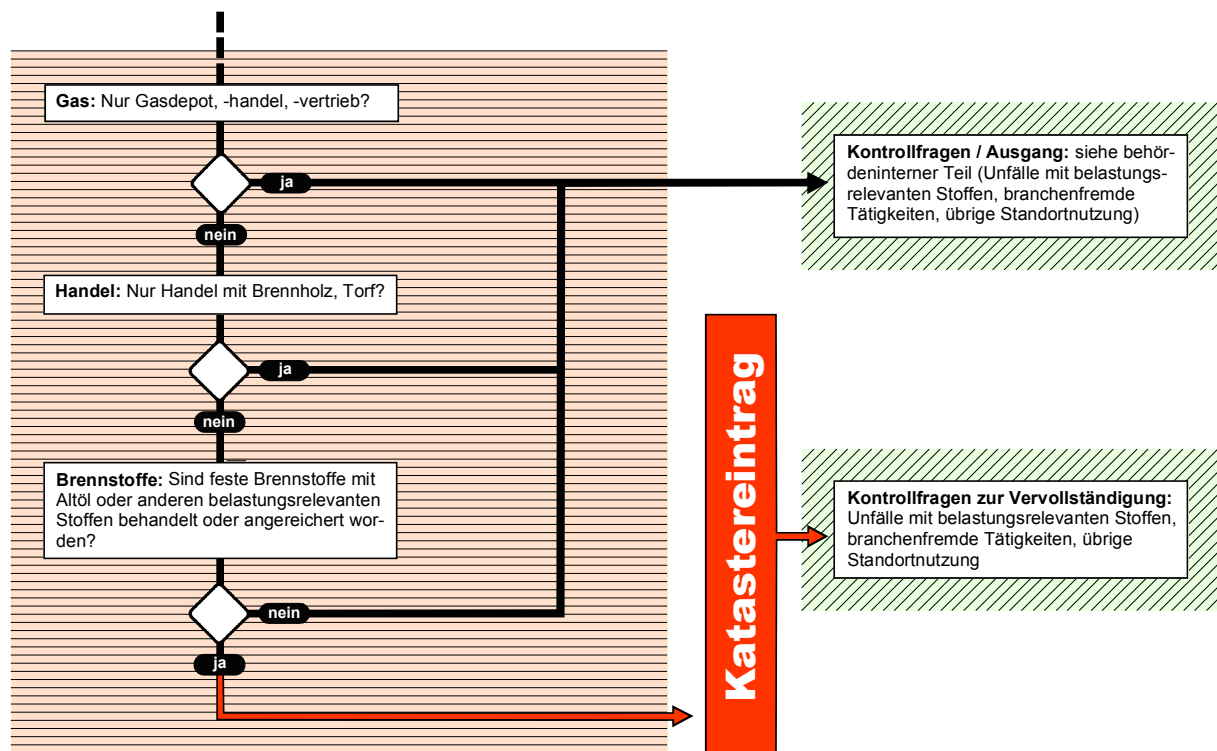 Gas: Nur Gasdepot, -handel, -vertrieb?
ja
nein
Handel: Nur Handel mit Brennholz, Torf?
ja
nein
Brennstoffe: Sind feste Brennstoffe mit
Altöl oder anderen belastungsrelevanten
Stoffen behandelt oder angereichert wor-
den?
nein
ja
Katastereintrag
Kontrollfragen / Ausgang: siehe behör-
deninterner Teil (Unfälle mit belastungs-
relevanten Stoffen, branchenfremde
Tätigkeiten, übrige Standortnutzung)
Kontrollfragen zur Vervollständigung:
Unfälle mit belastungsrelevanten Stoffen,
branchenfremde Tätigkeiten, übrige
Standortnutzung